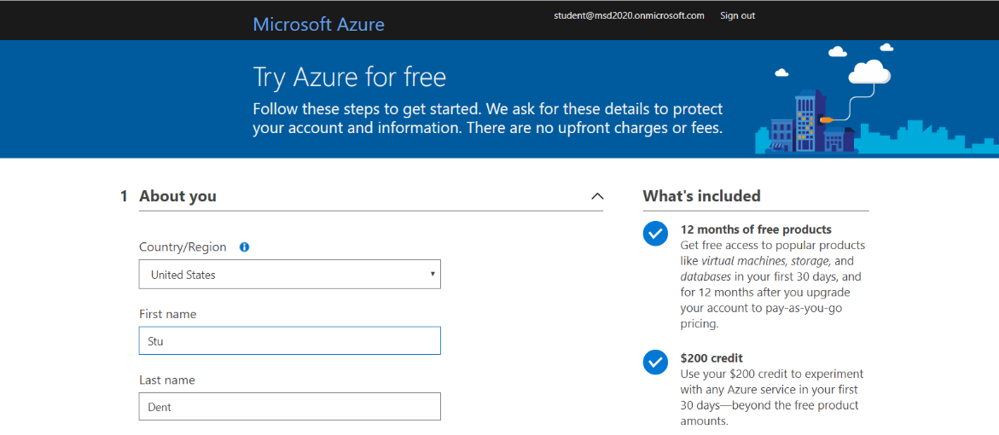 Microsoft Azure
student@msd2020.onmicrosoft.com Sign out
Try Azure for free
Follow these steps to get started. We ask for these details to protect
your account and information. There are no upfront charges or fees.
1 About you
Country/Region
United States
First name
Stu
Last name
Dent
What's included
12 months of free products
Get free access to popular products
like virtual machines, storage, and
databases in your first 30 days, and
for 12 months after you upgrade
your account to pay-as-you-go
pricing.
$200 credit
Use your $200 credit to experiment
with any Azure service in your first
30 days—beyond the free product
amounts.